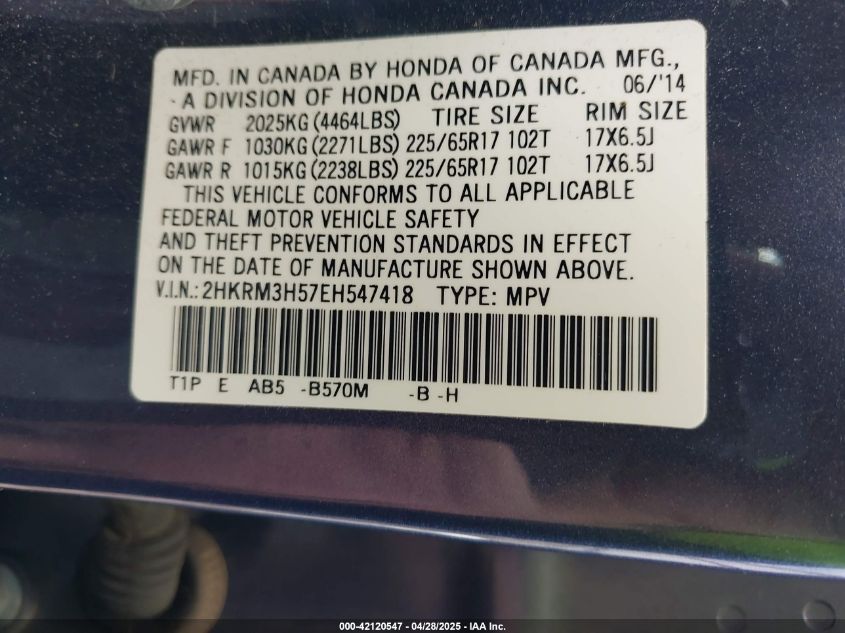 MFD. IN CANADA BY HONDA OF CANADA MFG.,
- A DIVISION OF HONDA CANADA INC. 06/'14
GVWR 2025KG (4464LBS) TIRE SIZE RIM SIZE
GAWR F 1030KG (2271LBS) 225/65R17 102T 17X6.5J
GAWR R 1015KG (2238LBS) 225/65R17 102T 17X6.5J
THIS VEHICLE CONFORMS TO ALL APPLICABLE
FEDERAL MOTOR VEHICLE SAFETY
AND THEFT PREVENTION STANDARDS IN EFFECT
ON THE DATE OF MANUFACTURE SHOWN ABOVE.
V.I.N.: 2HKRM3H57EH547418 TYPE: MPV
T1P E AB5 -B570M -B -H
000-42120547 - 04/28/2025 - IAA Inc.